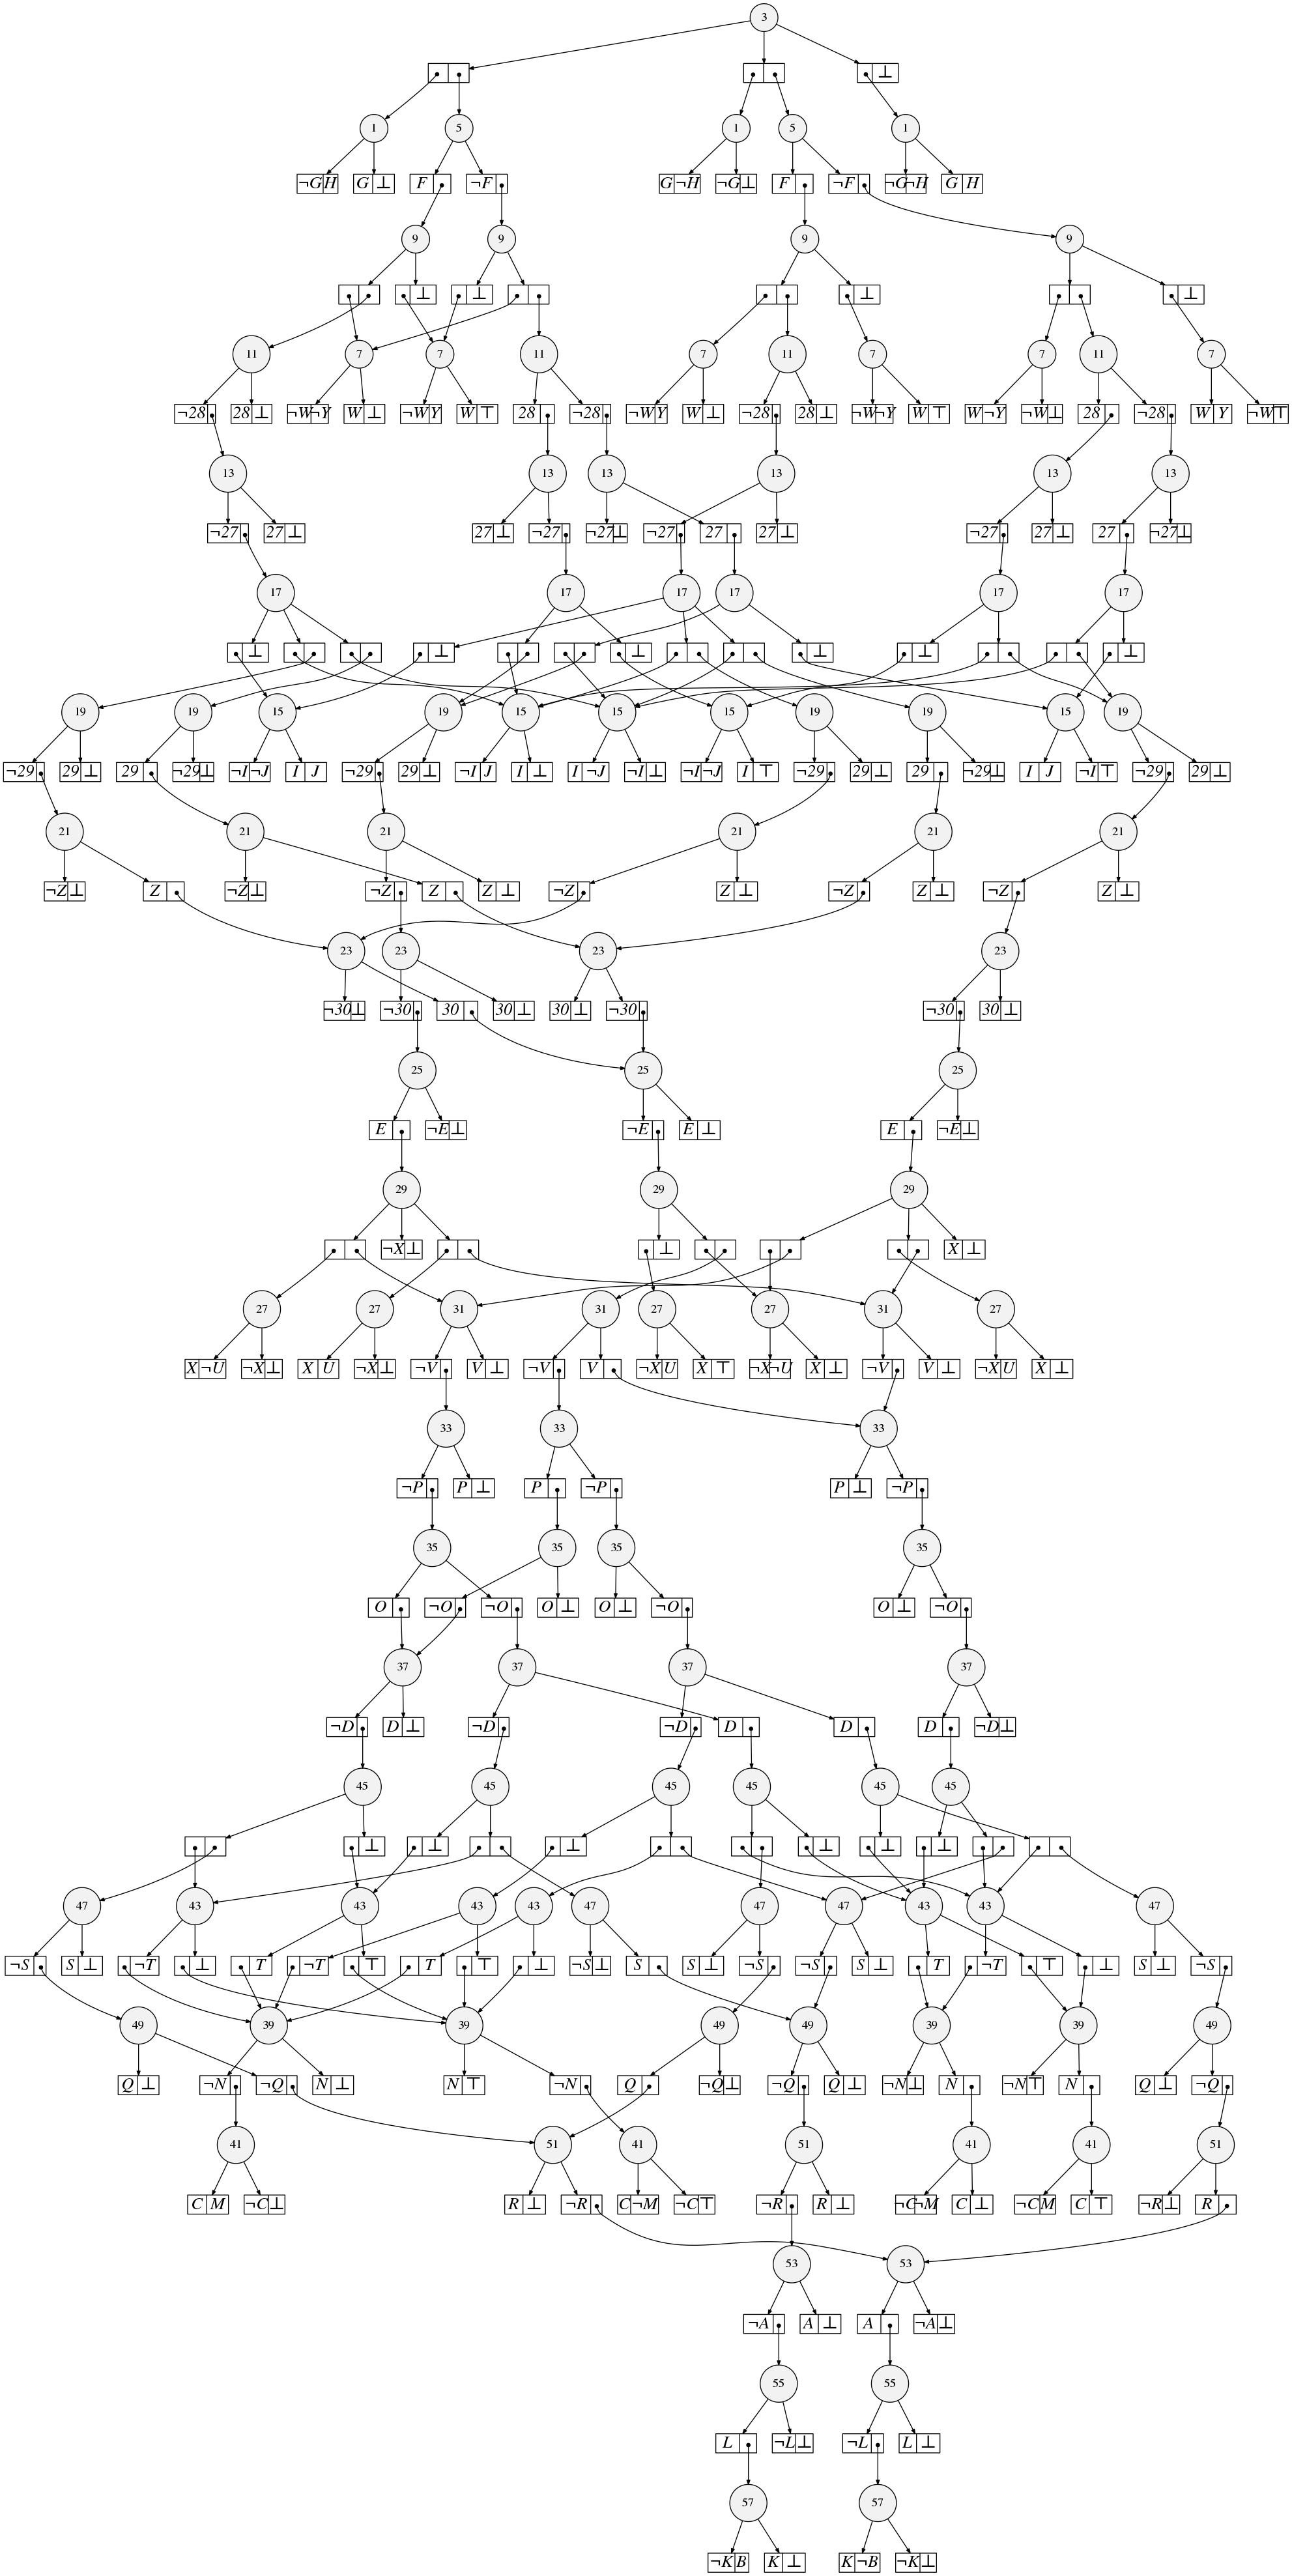 3
⊥
1 5 1 5 1
¬G H G ⊥ F ¬F G ¬H ¬G ⊥ F ¬F ¬G ¬H G H
9 9 9 9
⊥ ⊥ ⊥ ⊥
11 7 7 11 7 11 7 7 11 7
¬28 28 ⊥ ¬W ¬Y W ⊥ ¬W Y W ⊤ 28 ¬28 ¬W Y W ⊥ ¬28 28 ⊥ ¬W ¬Y W ⊤ W ¬Y ¬W ⊥ 28 ¬28 W Y ¬W ⊤
13 13 13 13 13 13
¬27 27 ⊥ 27 ⊥ ¬27 ¬27 ⊥ ¬27 27 27 ⊥ ¬27 27 ⊥ 27 ¬27 ⊥
17 17 17 17 17 17
⊥ ⊥ ⊥ ⊥ ⊥ ⊥
19 19 15 19 15 15 15 19 19 15 19
¬29 29 ⊥ 29 ¬29 ⊥ ¬I ¬J I J ¬29 29 ⊥ ¬I J I ⊥ I ¬J ¬I ⊥ ¬I ¬J I ⊤ ¬29 29 ⊥ 29 ¬29 ⊥ I J ¬I ⊤ ¬29 29 ⊥
21 21 21 21 21 21
¬Z ⊥ Z ¬Z ⊥ ¬Z Z Z ⊥ ¬Z Z ⊥ ¬Z Z ⊥ ¬Z Z ⊥
23 23 23 23
¬30 ⊥ ¬30 30 30 ⊥ 30 ⊥ ¬30 ¬30 30 ⊥
25 25 25
E ¬E ⊥ ¬E E ⊥ E ¬E ⊥
29 29 29
¬X ⊥ ⊥ X ⊥
27 27 31 31 27 27 31 27
X ¬U ¬X ⊥ X U ¬X ⊥ ¬V V ⊥ ¬V V ¬X U X ⊤ ¬X ¬U X ⊥ ¬V V ⊥ ¬X U X ⊥
33 33 33
¬P P ⊥ P ¬P P ⊥ ¬P
35 35 35 35
O ¬O ¬O O ⊥ O ⊥ ¬O O ⊥ ¬O
37 37 37 37
¬D D ⊥ ¬D ¬D D D D ¬D ⊥
45 45 45 45 45 45
⊥ ⊥ ⊥ ⊥ ⊥ ⊥
47 43 43 43 43 47 47 47 43 43 47
¬S S ⊥ ¬T ⊥ T ¬T ⊤ T ⊤ ⊥ ¬S ⊥ S S ⊥ ¬S ¬S S ⊥ T ¬T ⊤ ⊥ S ⊥ ¬S
49 39 39 49 49 39 39 49
Q ⊥ ¬N ¬Q N ⊥ N ⊤ ¬N Q ¬Q ⊥ ¬Q Q ⊥ ¬N ⊥ N ¬N ⊤ N Q ⊥ ¬Q
41 51 41 51 41 41 51
C M ¬C ⊥ R ⊥ ¬R C ¬M ¬C ⊤ ¬R R ⊥ ¬C ¬M C ⊥ ¬C M C ⊤ ¬R ⊥ R
53 53
¬A A ⊥ A ¬A ⊥
55 55
L ¬L ⊥ ¬L L ⊥
57 57
¬K B K ⊥ K ¬B ¬K ⊥